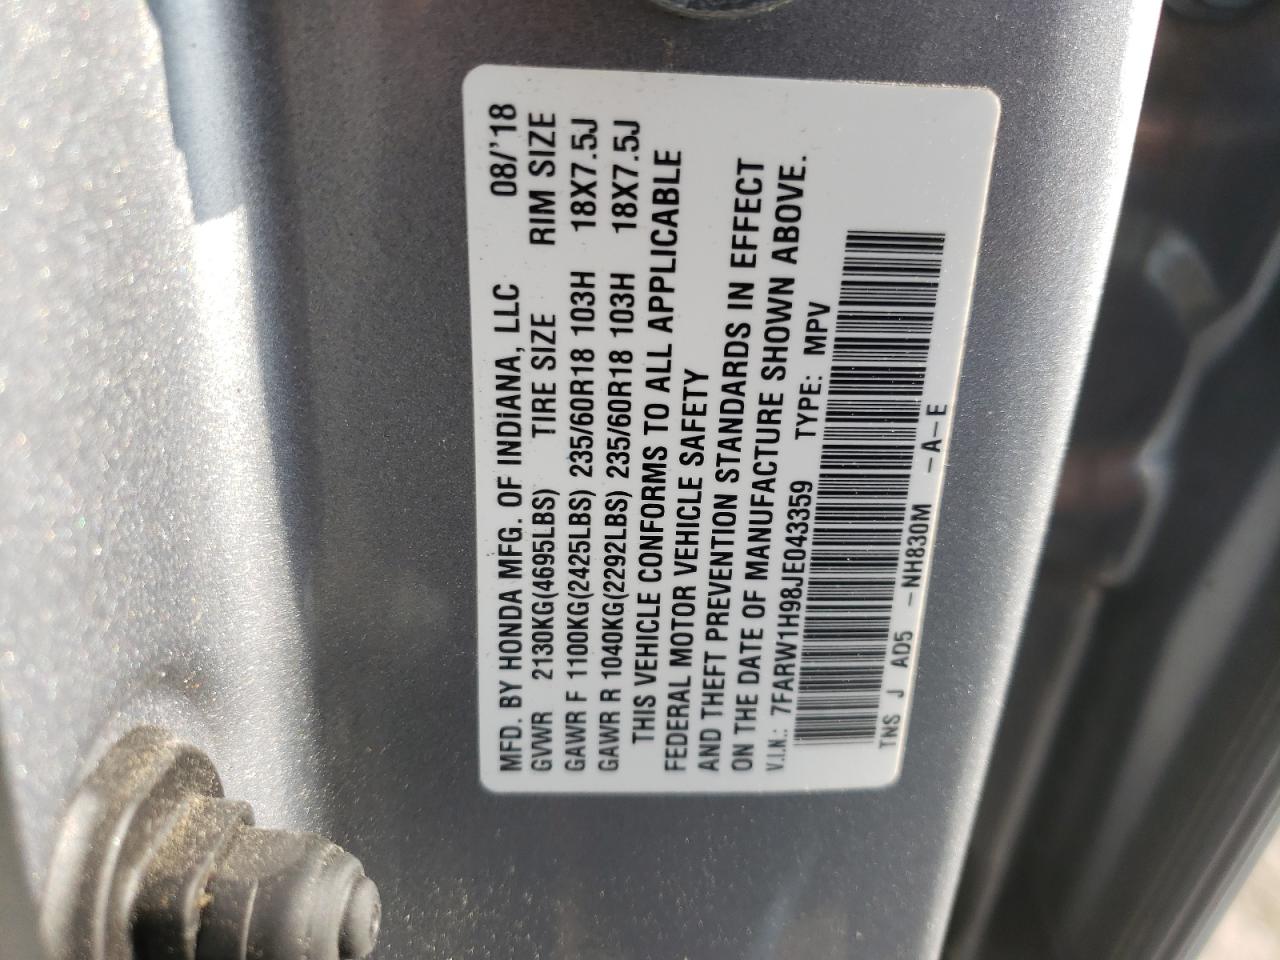 MFD. BY HONDA MFG. OF INDIANA, LLC 08/'18
GVWR 2130KG(4695LBS) TIRE SIZE RIM SIZE
GAWR F 1100KG(2425LBS) 235/60R18 103H 18X7.5J
GAWR R 1040KG(2292LBS) 235/60R18 103H 18X7.5J
THIS VEHICLE CONFORMS TO ALL APPLICABLE
FEDERAL MOTOR VEHICLE SAFETY
AND THEFT PREVENTION STANDARDS IN EFFECT
ON THE DATE OF MANUFACTURE SHOWN ABOVE.
V.I.N.: 7FARW1H98JE043359 TYPE: MPV
TNS J AD5 -NH830M -A-E